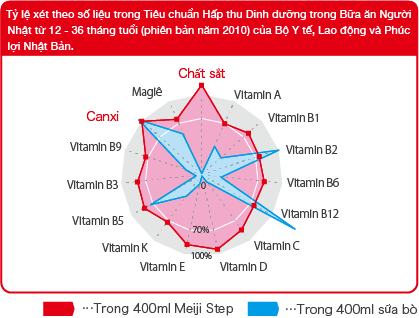 Tỷ lệ xét theo số liệu trong Tiêu chuẩn Hấp thu Dinh dưỡng trong Bữa ăn Người
Nhật từ 12 - 36 tháng tuổi (phiên bản năm 2010) của Bộ Y tế, Lao động và Phúc
lợi Nhật Bản.
Chất sắt
Magiê
Vitamin A
Canxi
Vitamin B1
Vitamin B9
Vitamin B2
Vitamin B3
Vitamin B6
0
Vitamin B5
Vitamin B12
70%
Vitamin K
Vitamin C
100%
Vitamin E
Vitamin D
···Trong 400ml Meiji Step
···Trong 400ml sữa bò